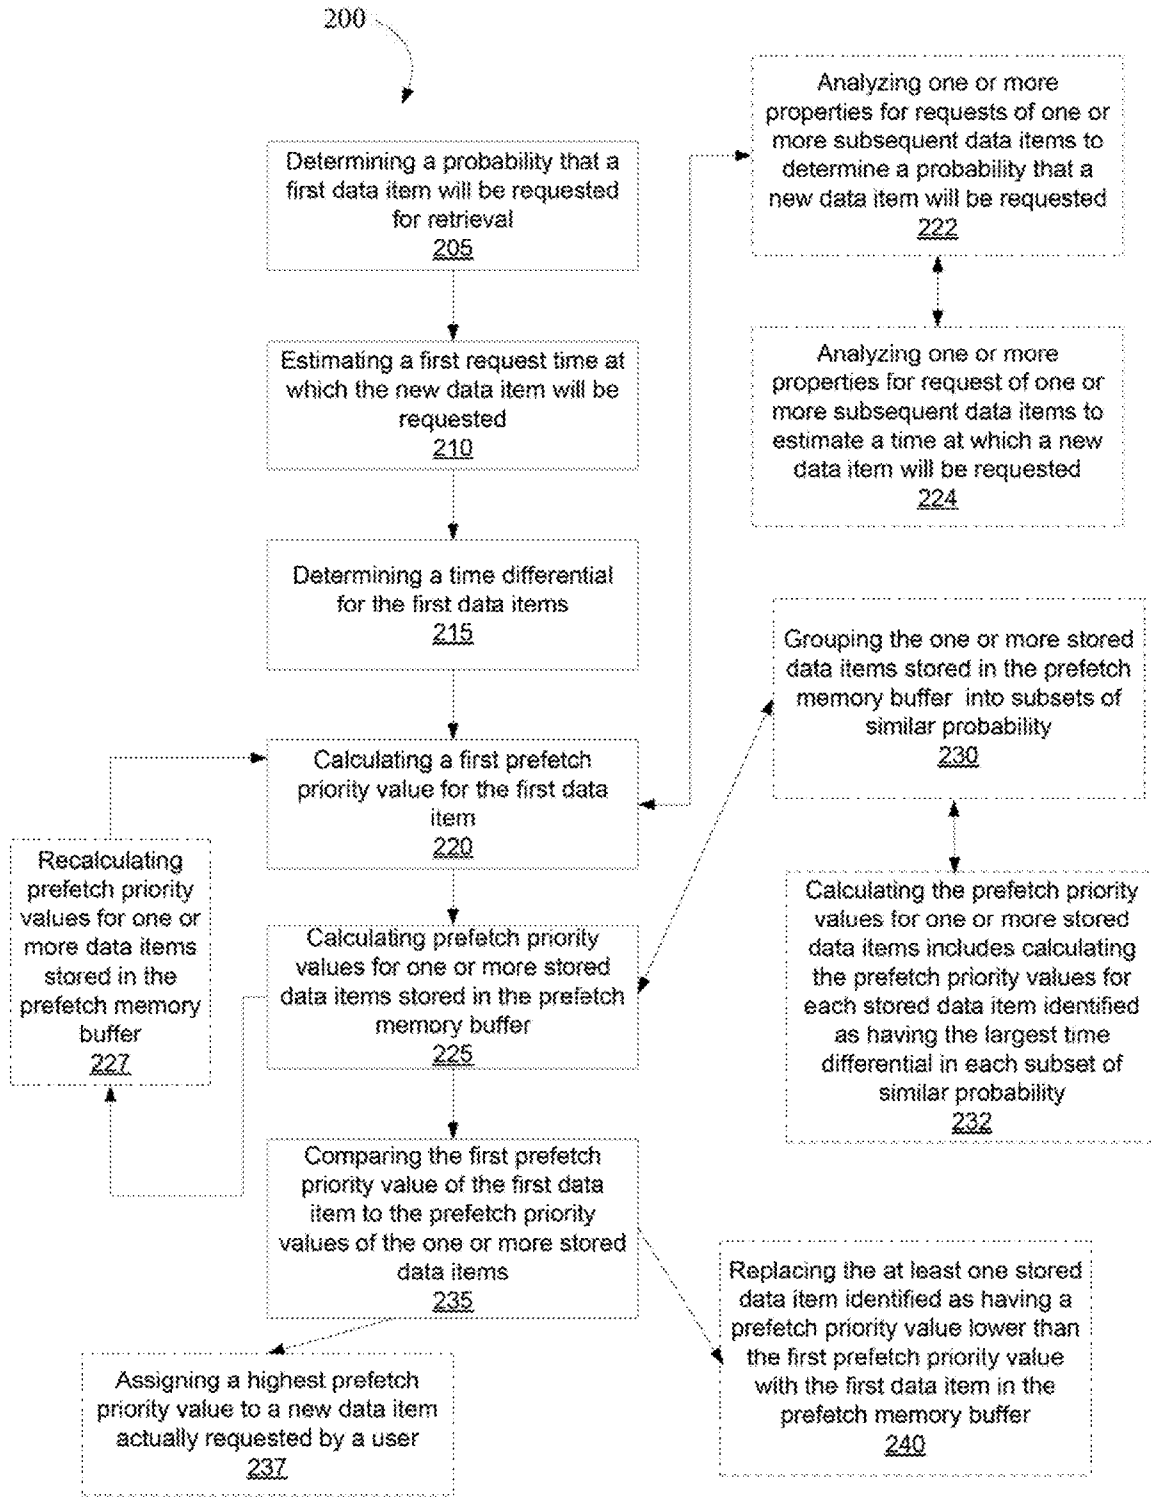 200
Determining a probability that a
first data item will be requested
for retrieval
205
Estimating a first request time at
which the new data item will be
requested
210
Determining a time differential
for the first data items
215
Calculating a first prefetch
priority value for the first data
item
220
Analyzing one or more
properties for requests of one or
more subsequent data items to
determine a probability that a
new data item will be requested
222
Analyzing one or more
properties for request of one or
more subsequent data items to
estimate a time at which a new
data item will be requested
224
Calculating prefetch priority
values for one or more stored
data items stored in the prefetch
memory buffer
225
Recalculating
prefetch priority
values for one or
more data items
stored in the
prefetch memory
buffer
227
Grouping the one or more stored
data items stored in the prefetch
memory buffer into subsets of
similar probability
230
Calculating the prefetch priority
values for one or more stored
data items includes calculating
the prefetch priority values for
each stored data item identified
as having the largest time
differential in each subset of
similar probability
232
Comparing the first prefetch
priority value of the first data
item to the prefetch priority
values of the one or more stored
data items
235
Assigning a highest prefetch
priority value to a new data item
actually requested by a user
237
Replacing the at least one stored
data item identified as having a
prefetch priority value lower than
the first prefetch priority value
with the first data item in the
prefetch memory buffer
240